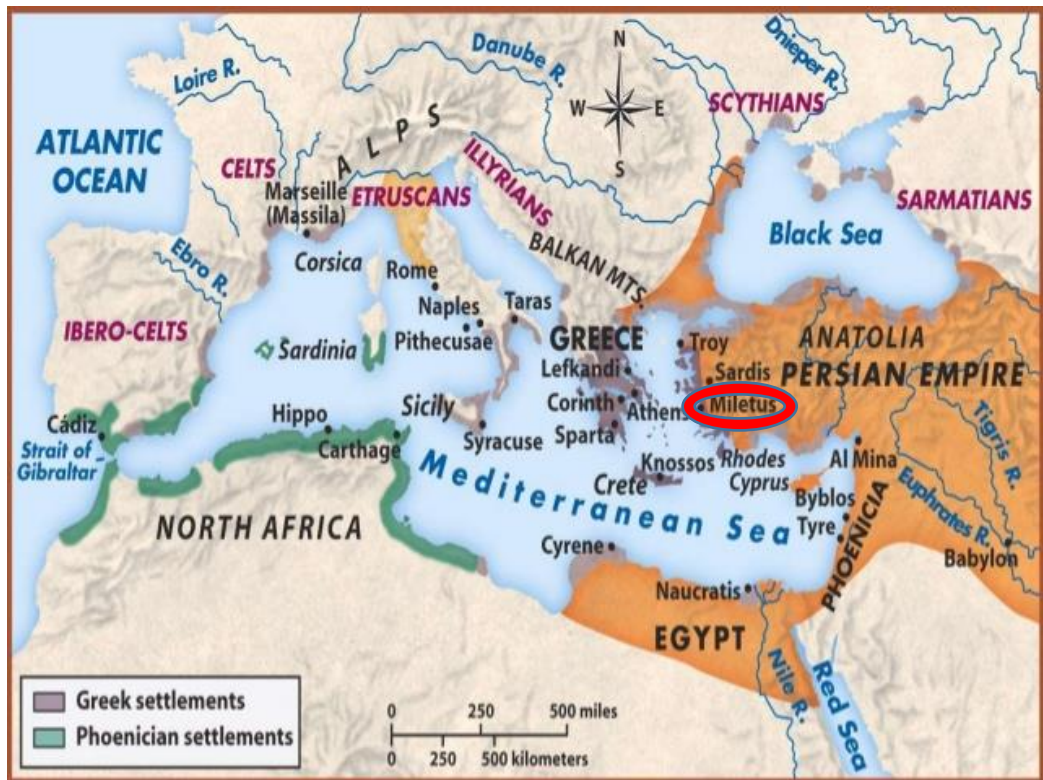 Loire R.
Danube R.
Dnieper R.
N
W
E
S
SCYTHIANS
ATLANTIC
OCEAN
ALPS
CELTS
ILLYRIANS
Marseille
(Massila)
ETRUSCANS
SARMATIANS
Black Sea
Ebro R.
Corsica
Rome
BALKAN MTS.
Naples
Taras
IBERO-CELTS
Sardinia
Pithecusae
GREECE
Troy
ANATOLIA
Lefkandi
Sardis
PERSIAN EMPIRE
Cádiz
Hippo
Sicily
Corinth
Athens
Miletus
Strait of
Gibraltar
Carthage
Syracuse
Sparta
Tigris R.
Mediterranean Sea
Knossos
Rhodes
Al Mina
Crete
Cyprus
Byblos
Euphrates R.
Tyre
NORTH AFRICA
Cyrene
PHOENICIA
Babylon
Naucratis
EGYPT
Nile R.
Red Sea
Greek settlements
Phoenician settlements
0 250 500 miles
0 250 500 kilometers